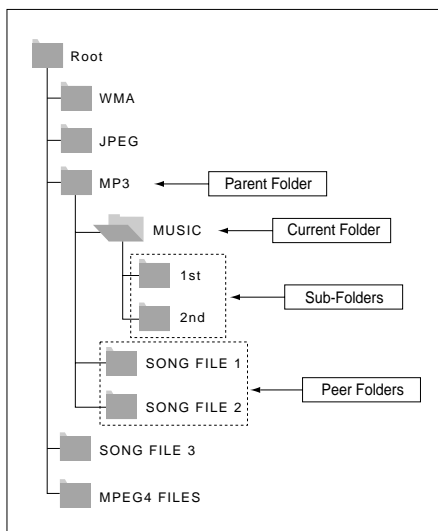 Root
WMA
JPEG
MP3
Parent Folder
MUSIC
Current Folder
1st
2nd
Sub-Folders
SONG FILE 1
SONG FILE 2
Peer Folders
SONG FILE 3
MPEG4 FILES